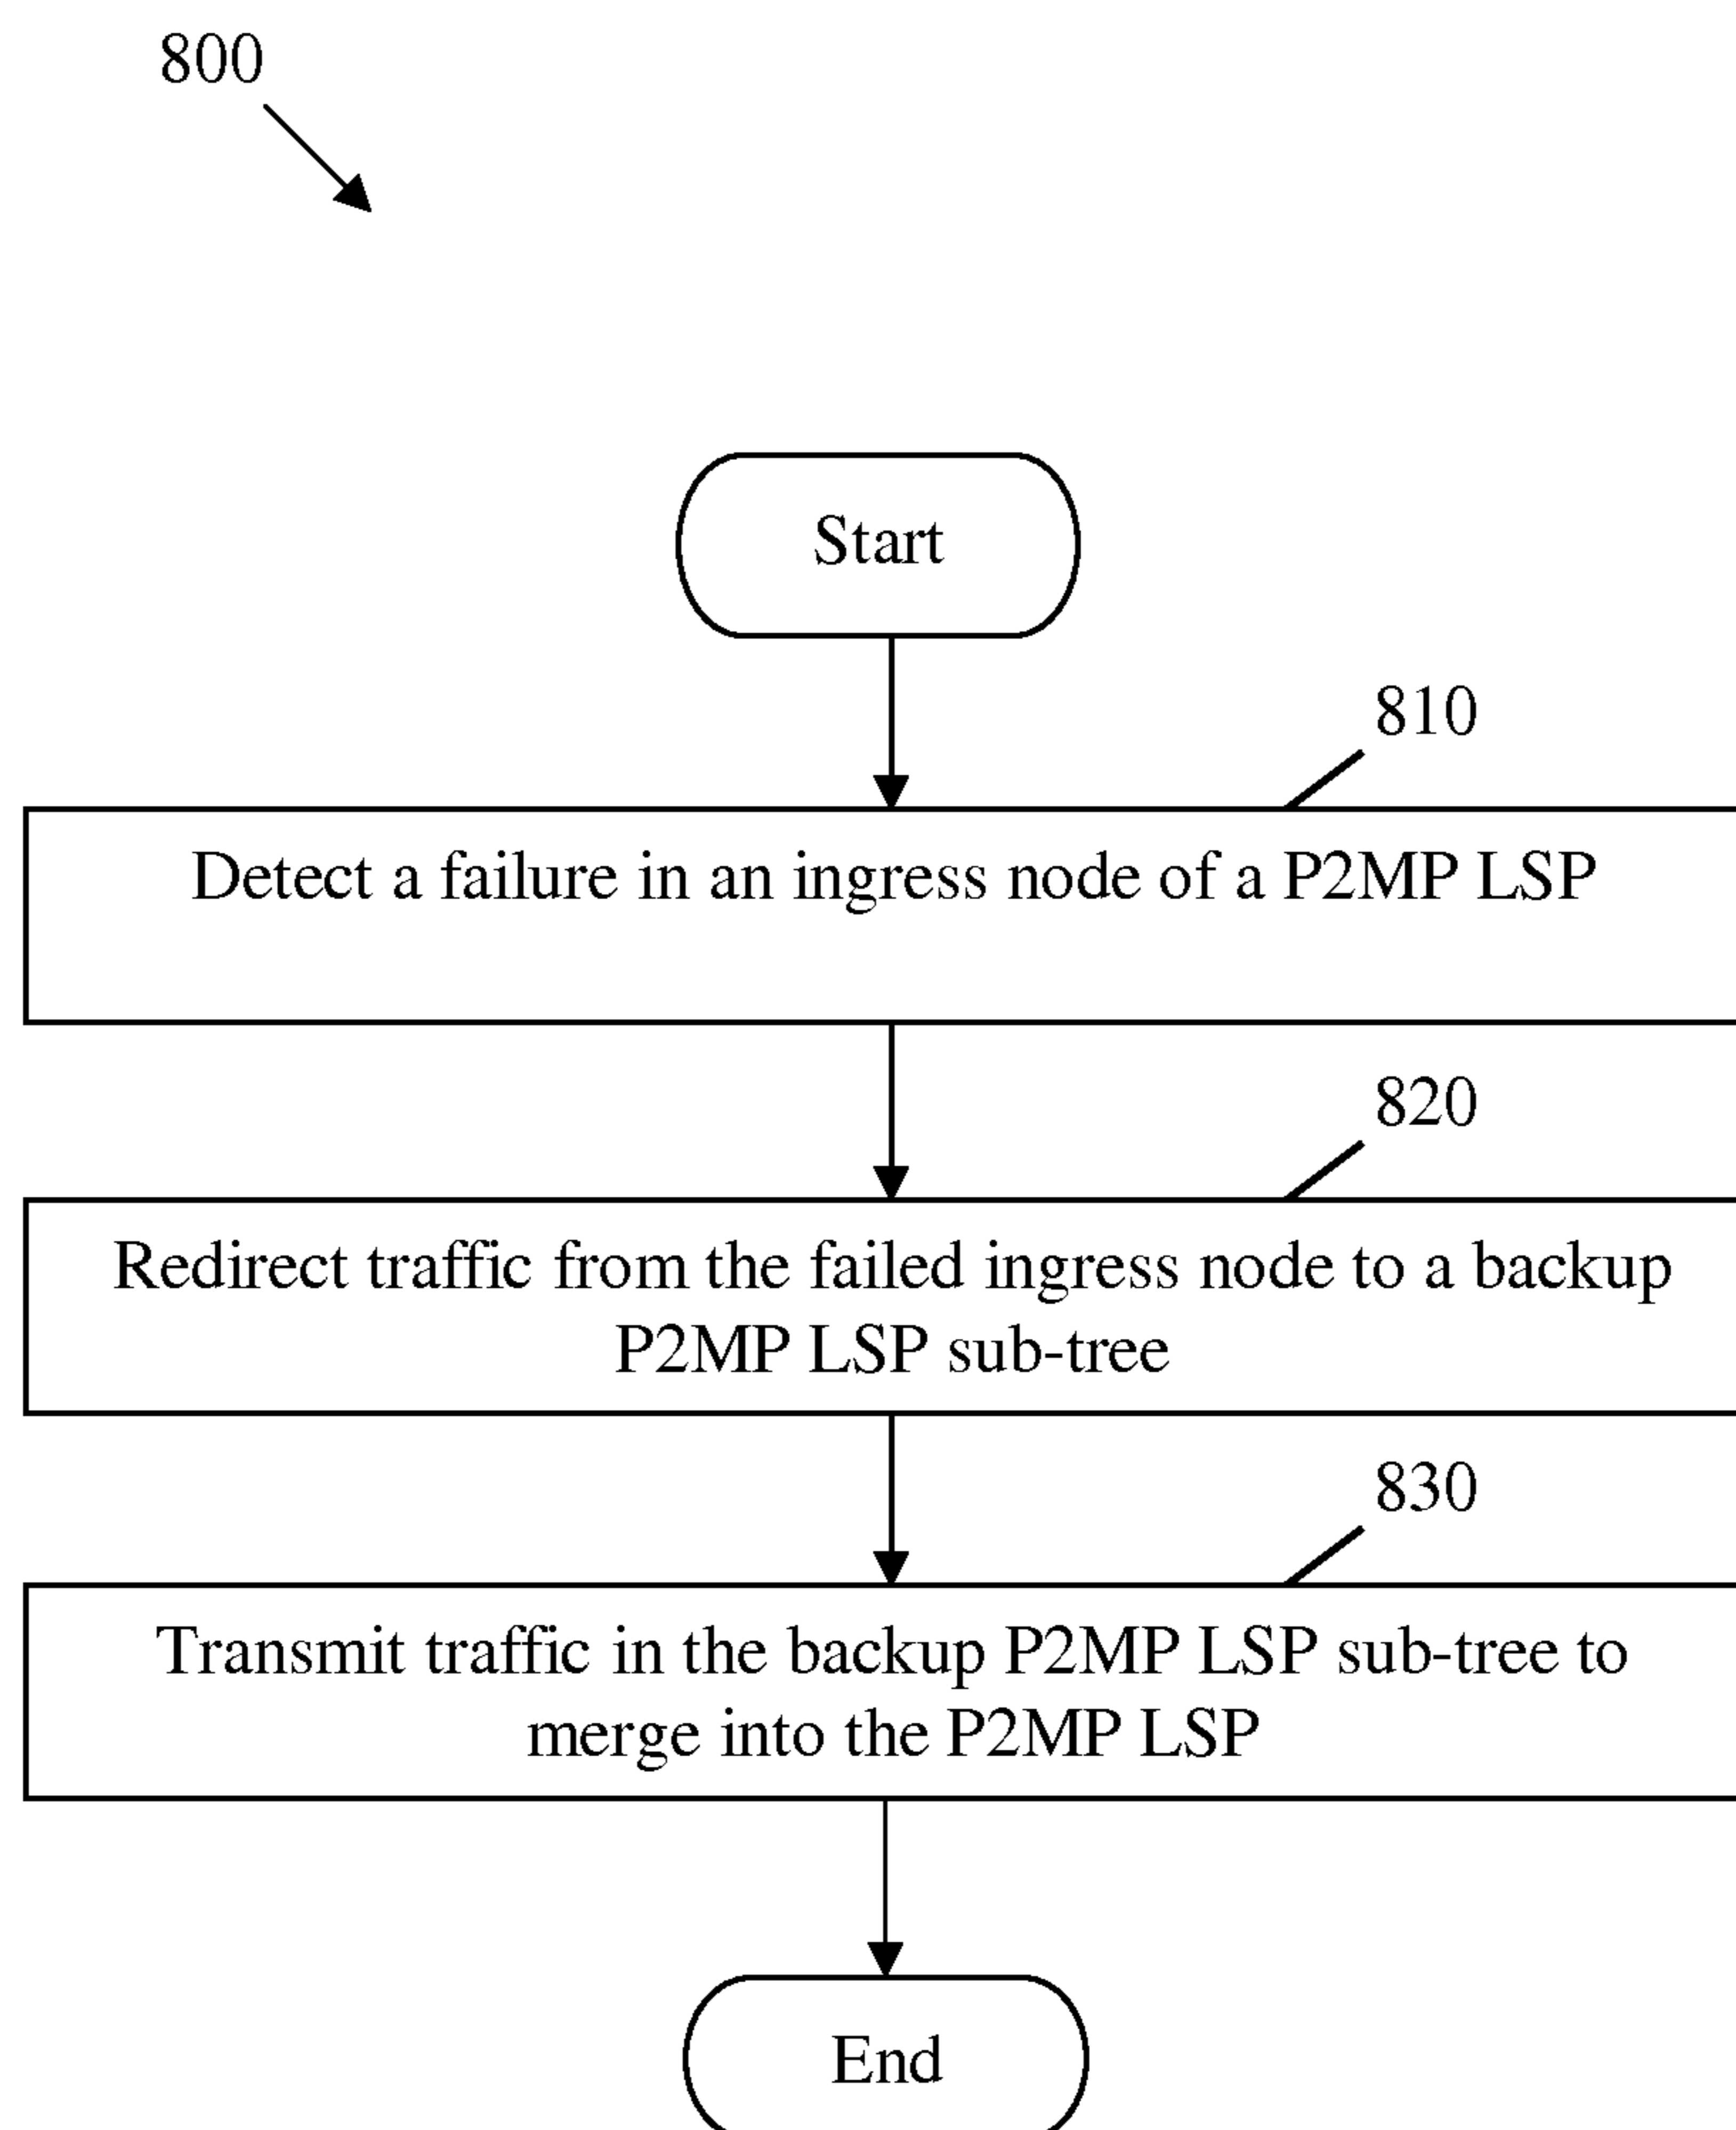 800
Start
810
Detect a failure in an ingress node of a P2MP LSP
820
Redirect traffic from the failed ingress node to a backup
P2MP LSP sub-tree
830
Transmit traffic in the backup P2MP LSP sub-tree to
merge into the P2MP LSP
End